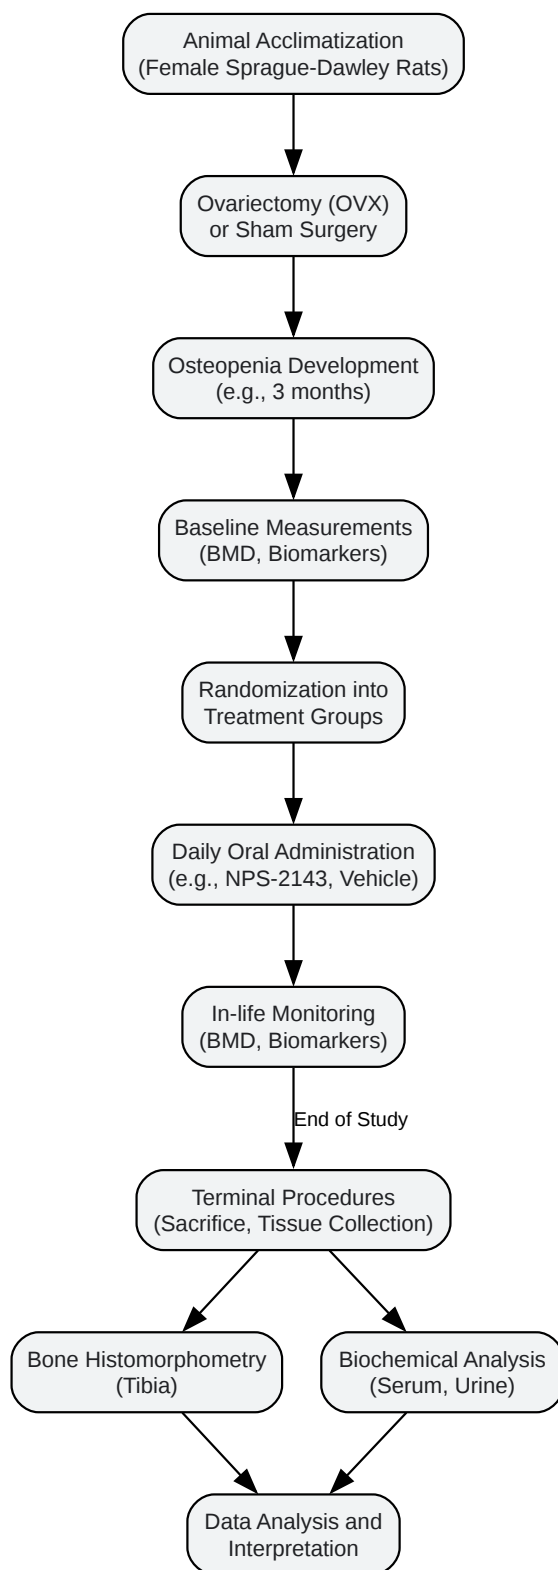 Animal Acclimatization
(Female Sprague-Dawley Rats)
Ovariectomy (OVX)
or Sham Surgery
Osteopenia Development
(e.g., 3 months)
Baseline Measurements
(BMD, Biomarkers)
Randomization into
Treatment Groups
Daily Oral Administration
(e.g., NPS-2143, Vehicle)
In-life Monitoring
(BMD, Biomarkers)
End of Study
Terminal Procedures
(Sacrifice, Tissue Collection)
Bone Histomorphometry
(Tibia)
Biochemical Analysis
(Serum, Urine)
Data Analysis and
Interpretation